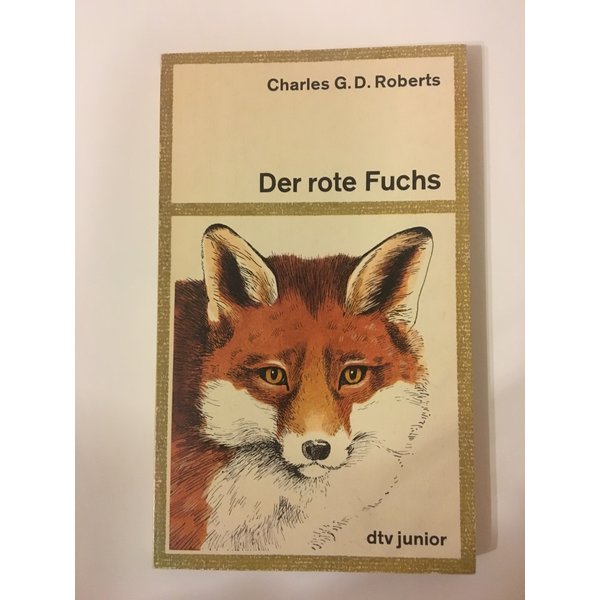 Charles G. D. Roberts
Der rote Fuchs
dtv junior